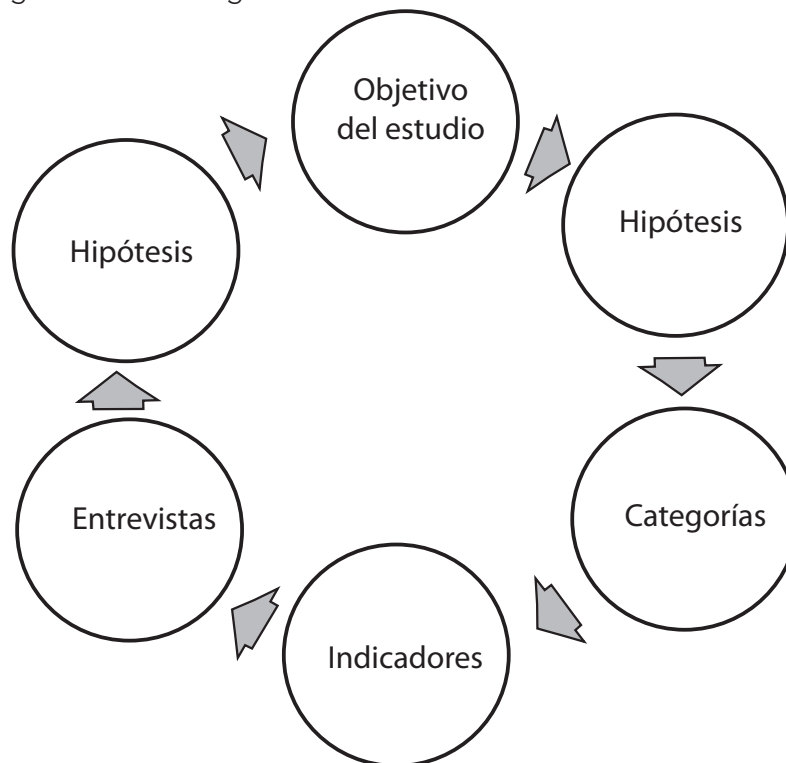 Objetivo
del estudio
Hipótesis
Categorías
Indicadores
Entrevistas
Hipótesis